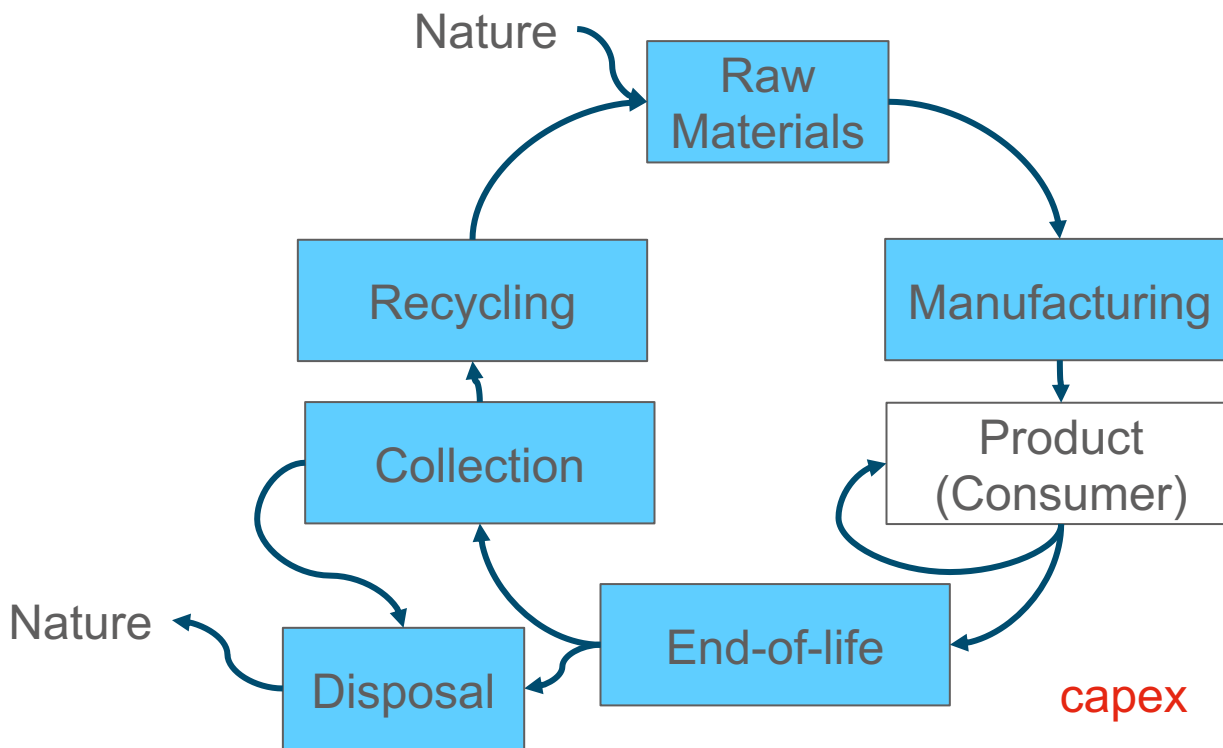 Nature
Raw
Materials
Recycling
Manufacturing
Collection
Product
(Consumer)
Nature
End-of-life
Disposal
capex